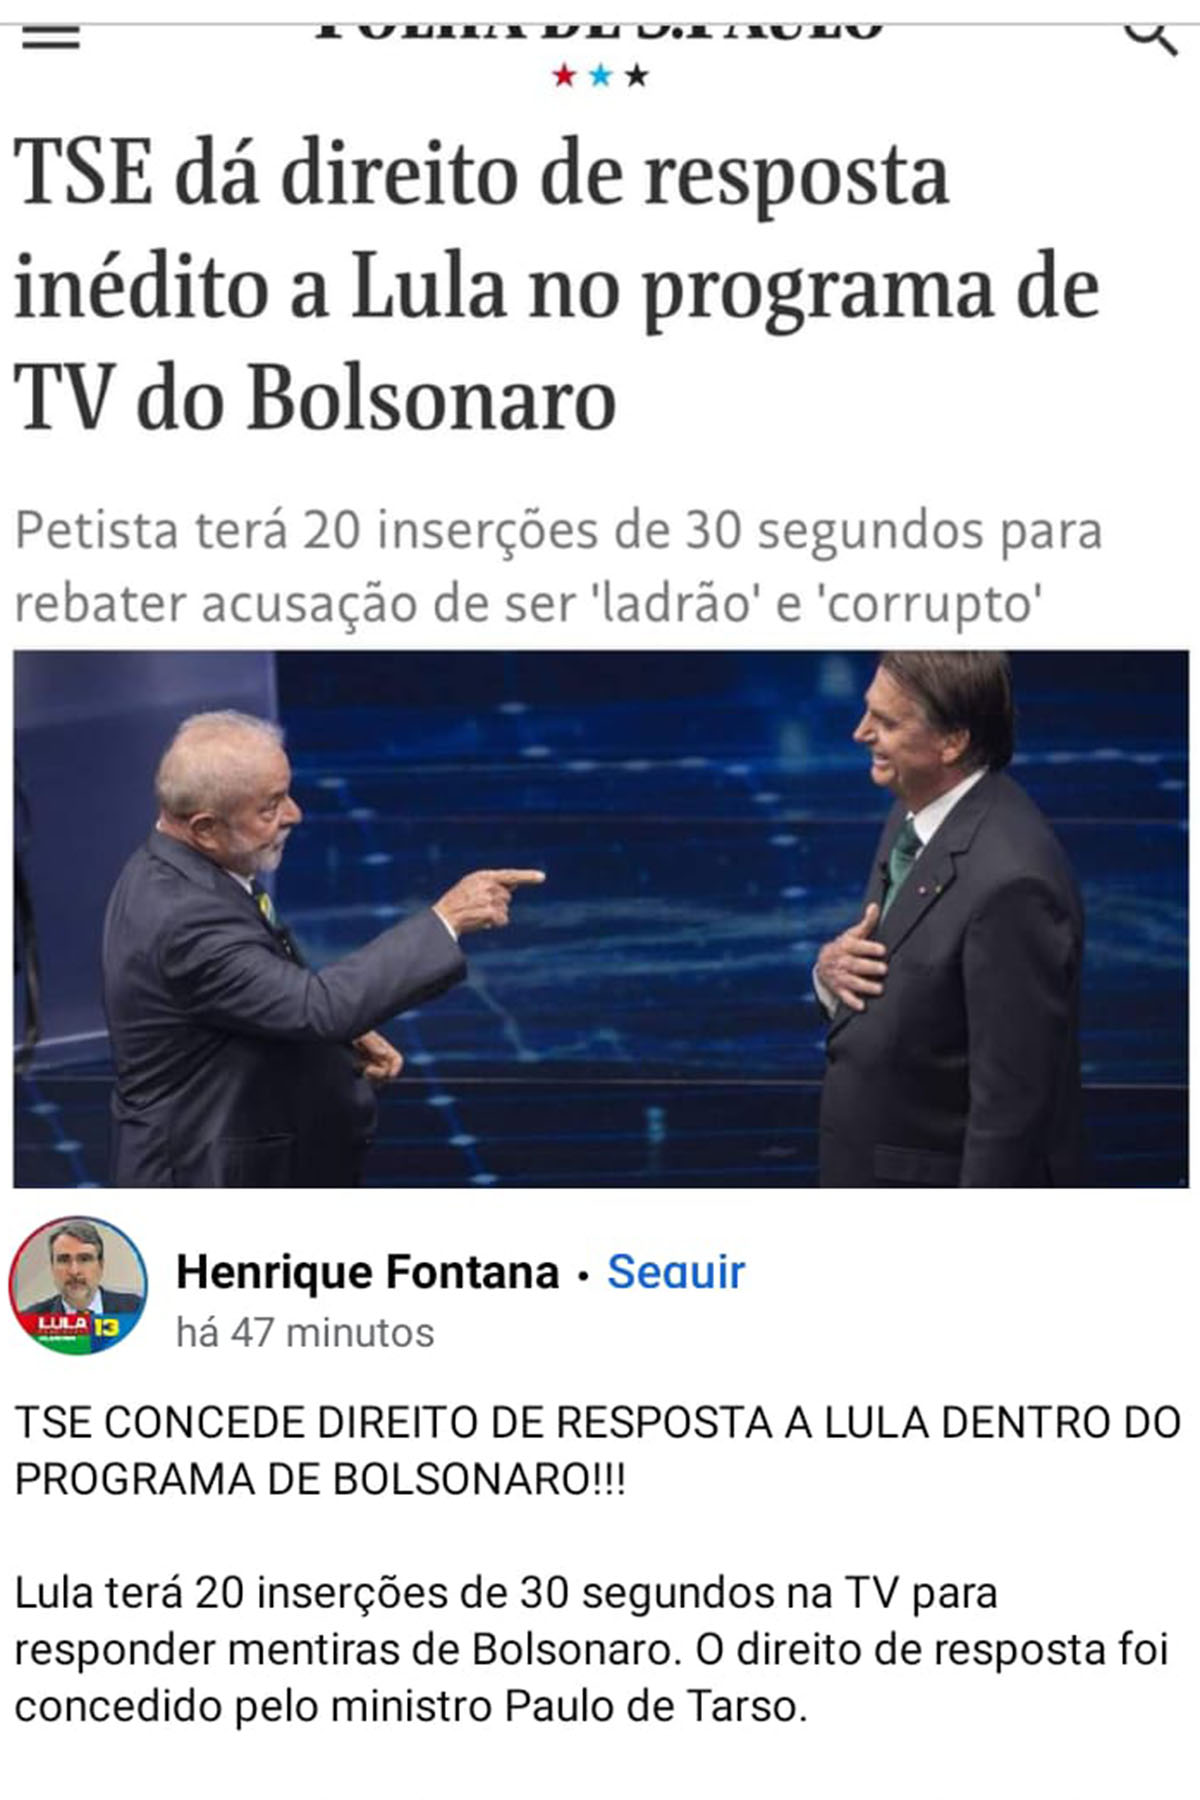 FOLHA DE S.PAULO
TSE dá direito de resposta
inédito a Lula no programa de
TV do Bolsonaro
Petista terá 20 inserções de 30 segundos para
rebater acusação de ser 'ladrão' e 'corrupto'
LULA 13
Henrique Fontana · Seguir
há 47 minutos
TSE CONCEDE DIREITO DE RESPOSTA A LULA DENTRO DO
PROGRAMA DE BOLSONARO!!!
Lula terá 20 inserções de 30 segundos na TV para
responder mentiras de Bolsonaro. O direito de resposta foi
concedido pelo ministro Paulo de Tarso.